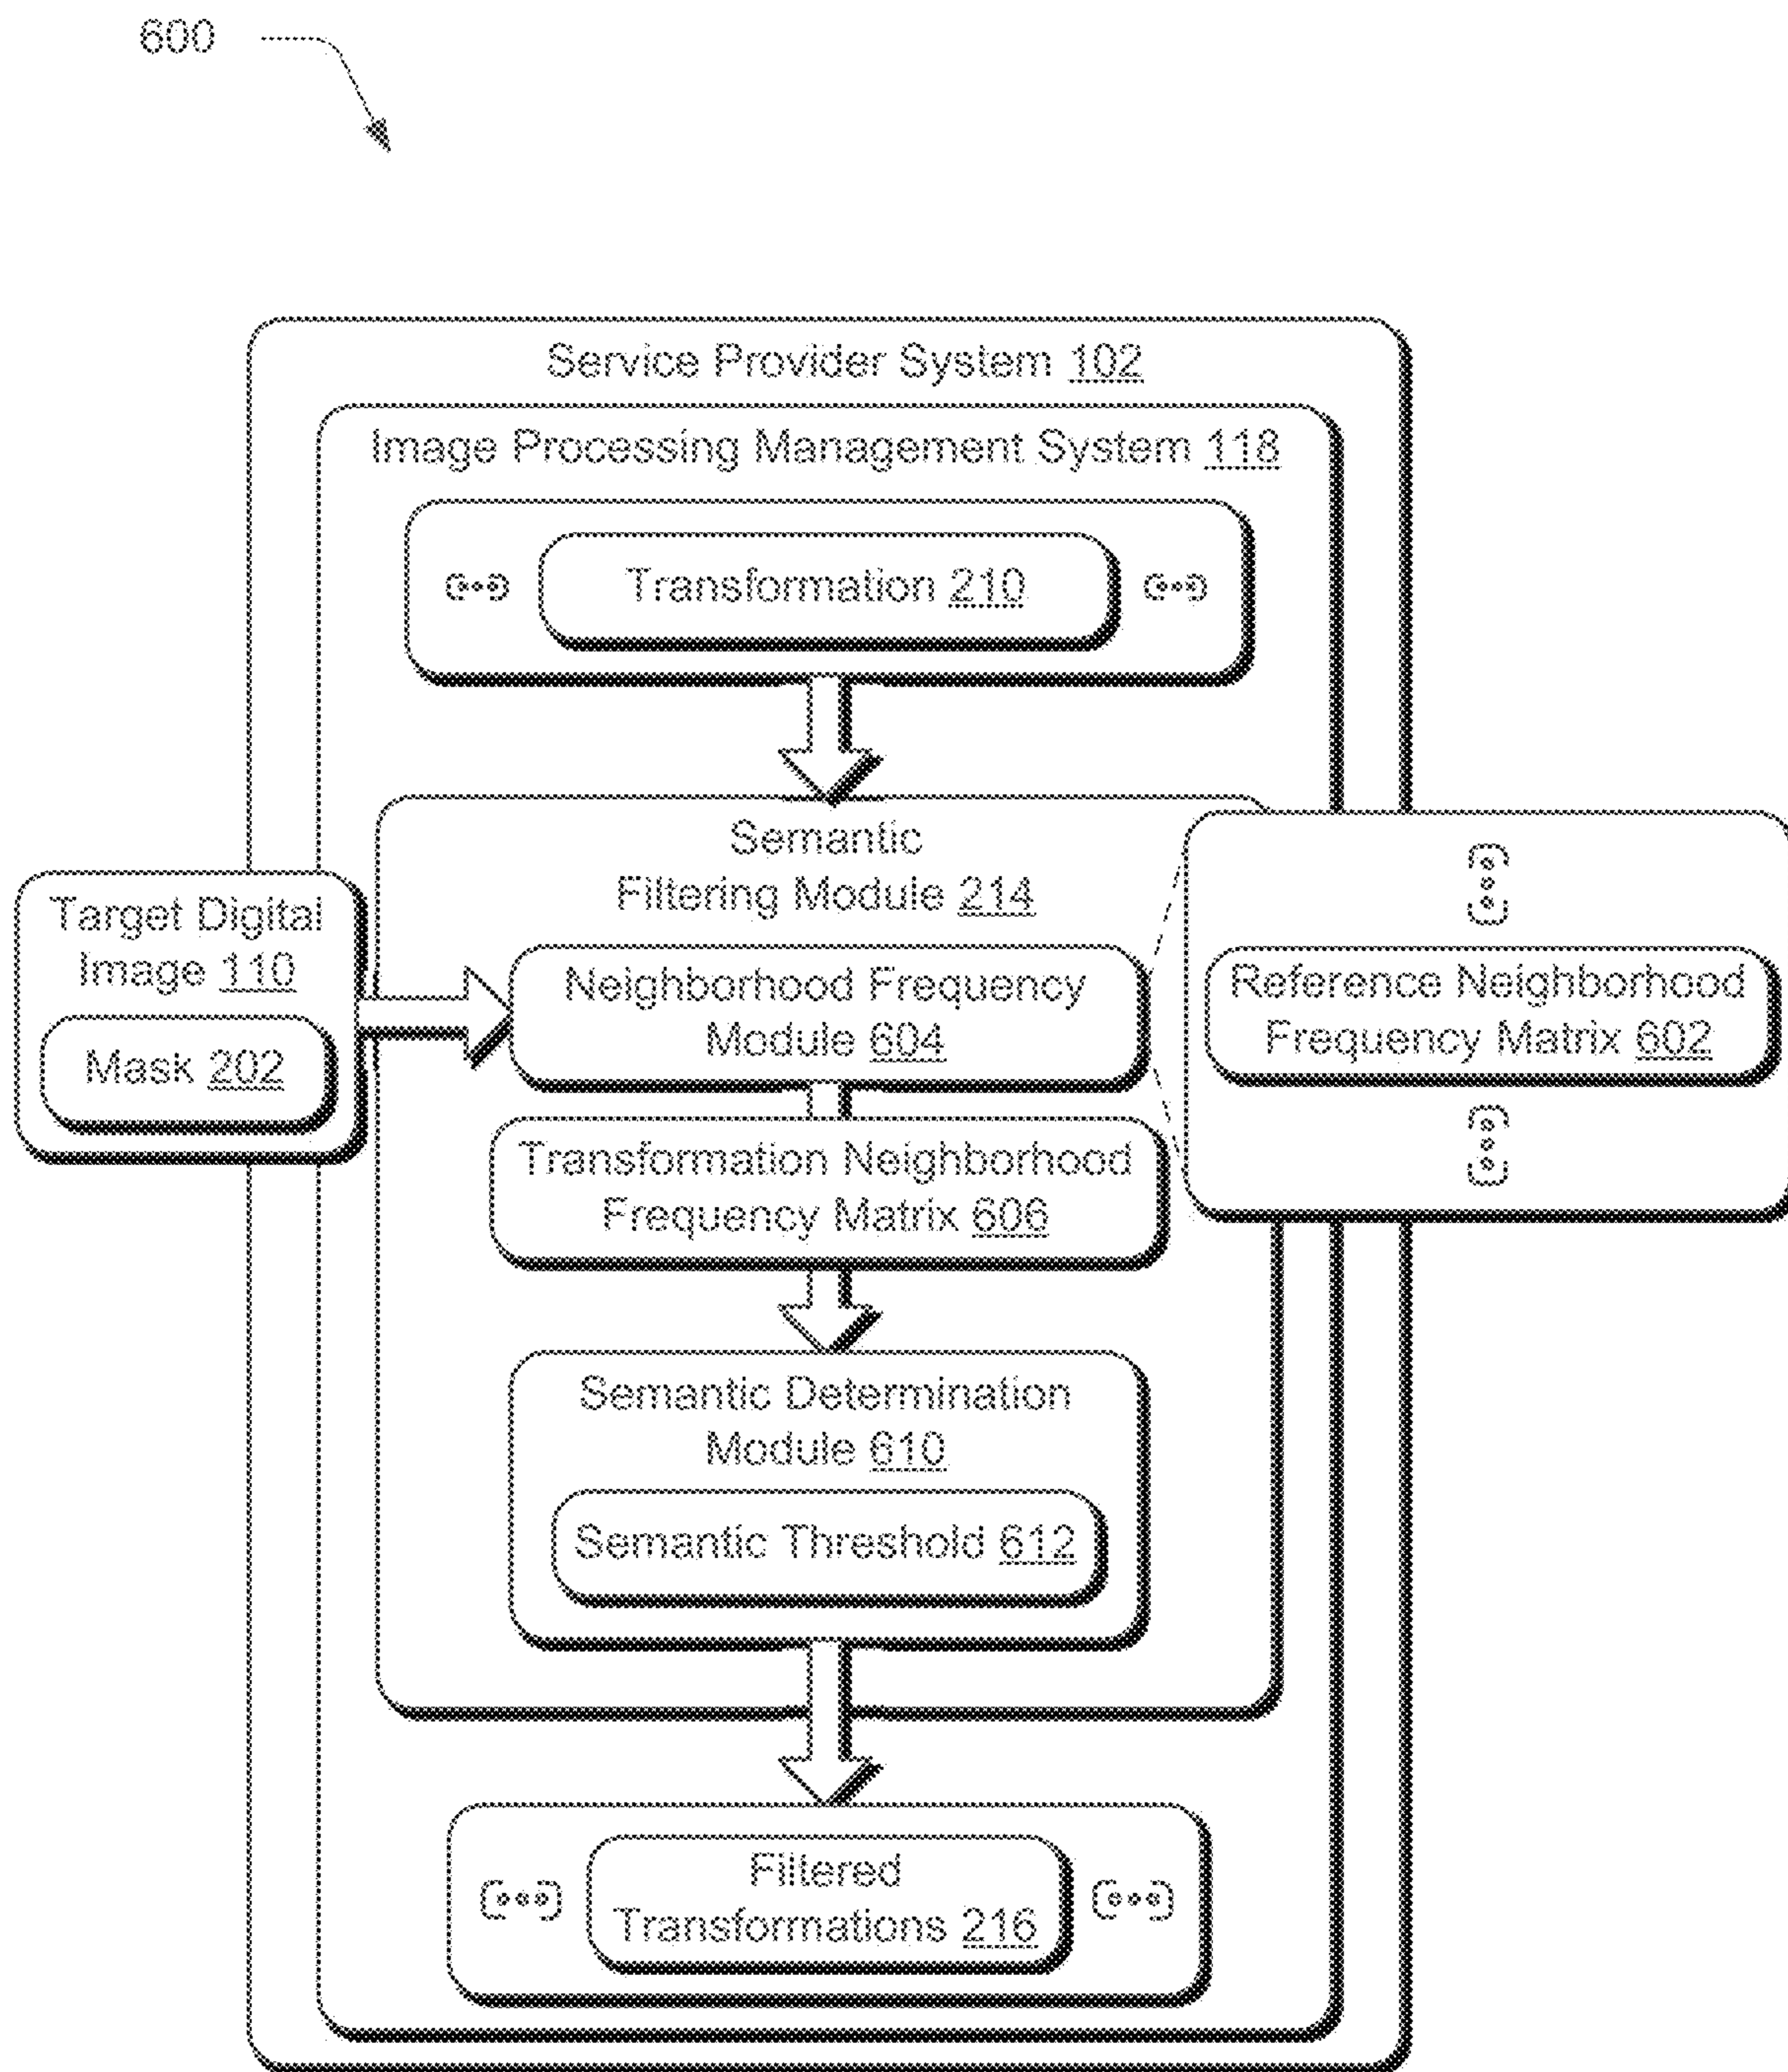 600
Service Provider System 102
Image Processing Management System 118
Transformation 210
Semantic
Filtering Module 214
Target Digital
Image 110
Mask 202
Neighborhood Frequency
Module 604
Reference Neighborhood
Frequency Matrix 602
Transformation Neighborhood
Frequency Matrix 606
Semantic Determination
Module 610
Semantic Threshold 612
Filtered
Transformations 216